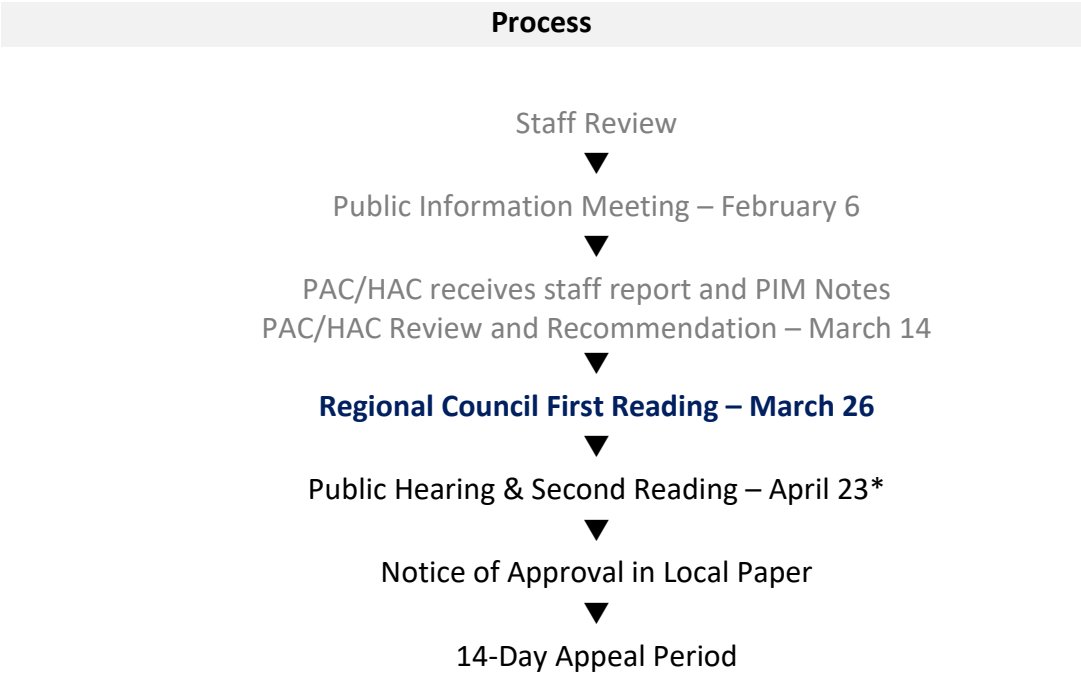 Process
Staff Review
Public Information Meeting – February 6
PAC/HAC receives staff report and PIM Notes
PAC/HAC Review and Recommendation – March 14
Regional Council First Reading – March 26
Public Hearing & Second Reading – April 23*
Notice of Approval in Local Paper
14-Day Appeal Period